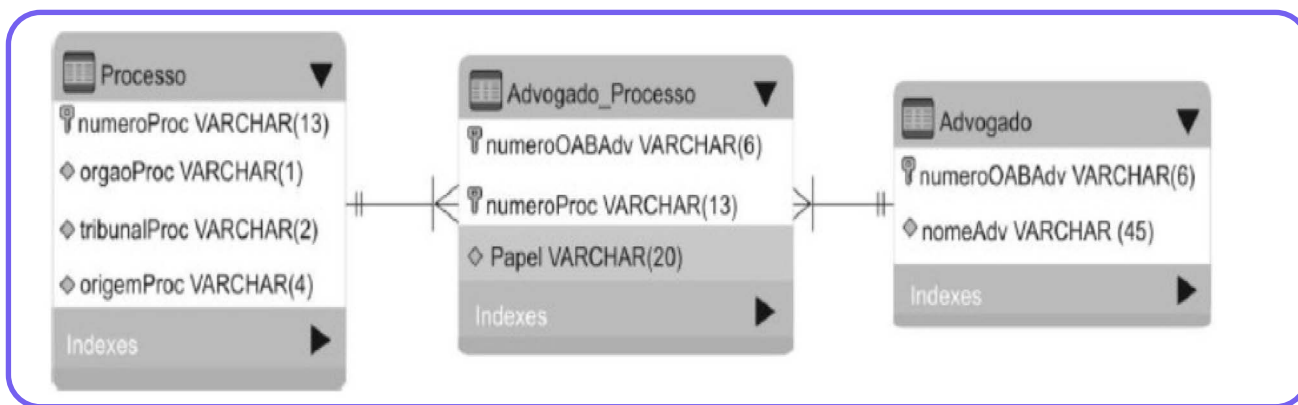 Processo
numeroProc VARCHAR(13)
orgaoProc VARCHAR(1)
tribunalProc VARCHAR(2)
origemProc VARCHAR(4)
Indexes
Advogado_Processo
numeroOABAdv VARCHAR(6)
numeroProc VARCHAR(13)
Papel VARCHAR(20)
Indexes
Advogado
numeroOABAdv VARCHAR(6)
nomeAdv VARCHAR (45)
Indexes